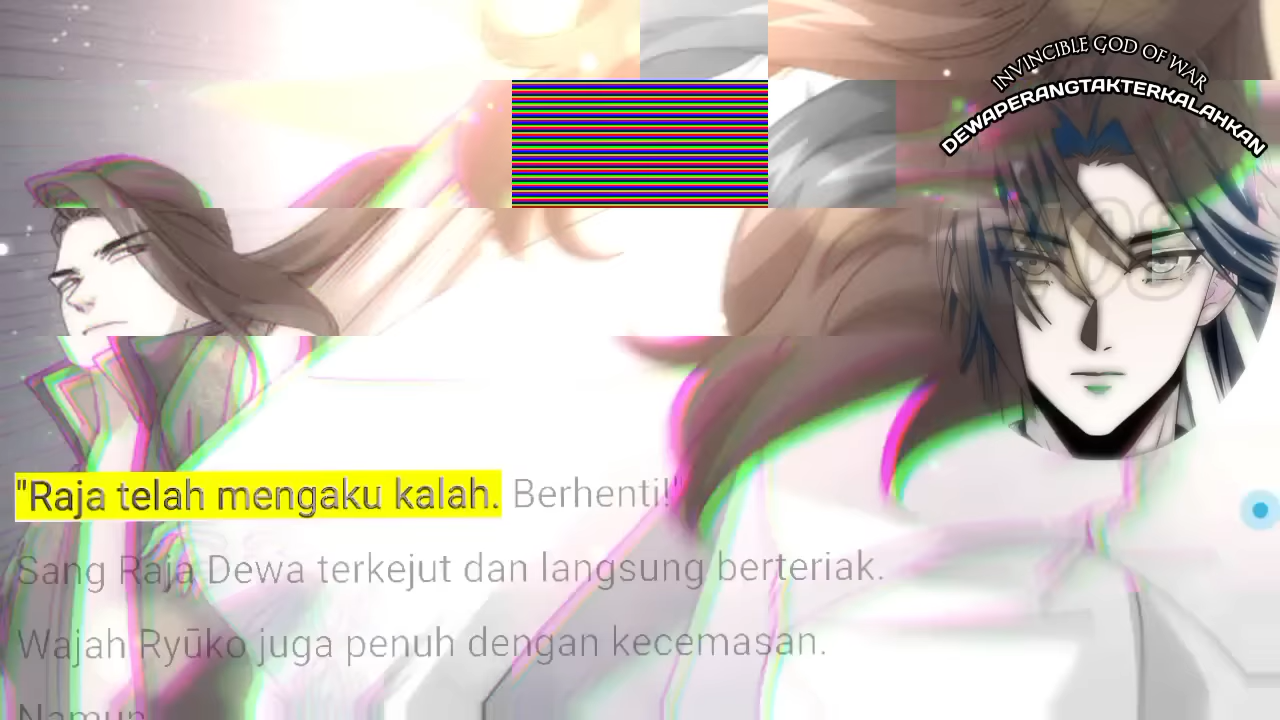 INVINCIBLE GOD OF WAR
DEWAPERANGTAKTERKALAHKAN
"Raja telah mengaku kalah. Berhenti!"
Sang Raja Dewa terkejut dan langsung berteriak.
Wajah Ryūko juga penuh dengan kecemasan.
Namun